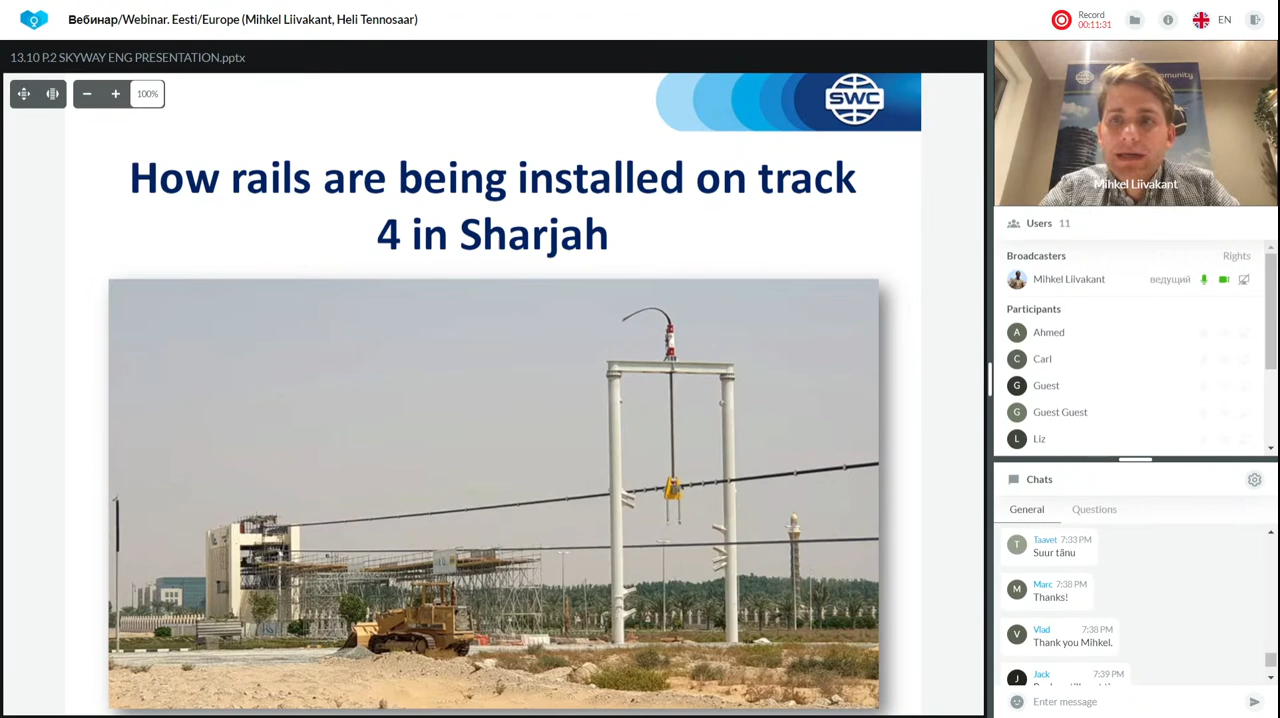 Вебинар/Webinar. Eesti/Europe (Mihkel Liivakant, Heli Tennosaar)
Record
00:11:31
EN
13.10 P.2 SKYWAY ENG PRESENTATION.pptx
100%
SWC
How rails are being installed on track
4 in Sharjah
Mihkel Liivakant
Users 11
Broadcasters Rights
Mihkel Liivakant ведущий
Participants
A Ahmed
C Carl
G Guest
G Guest Guest
L Liz
Chats
General Questions
T Taavet 7:33 PM
Suur tänu
M Marc 7:38 PM
Thanks!
V Vlad 7:38 PM
Thank you Mihkel.
J Jack 7:39 PM
Enter message